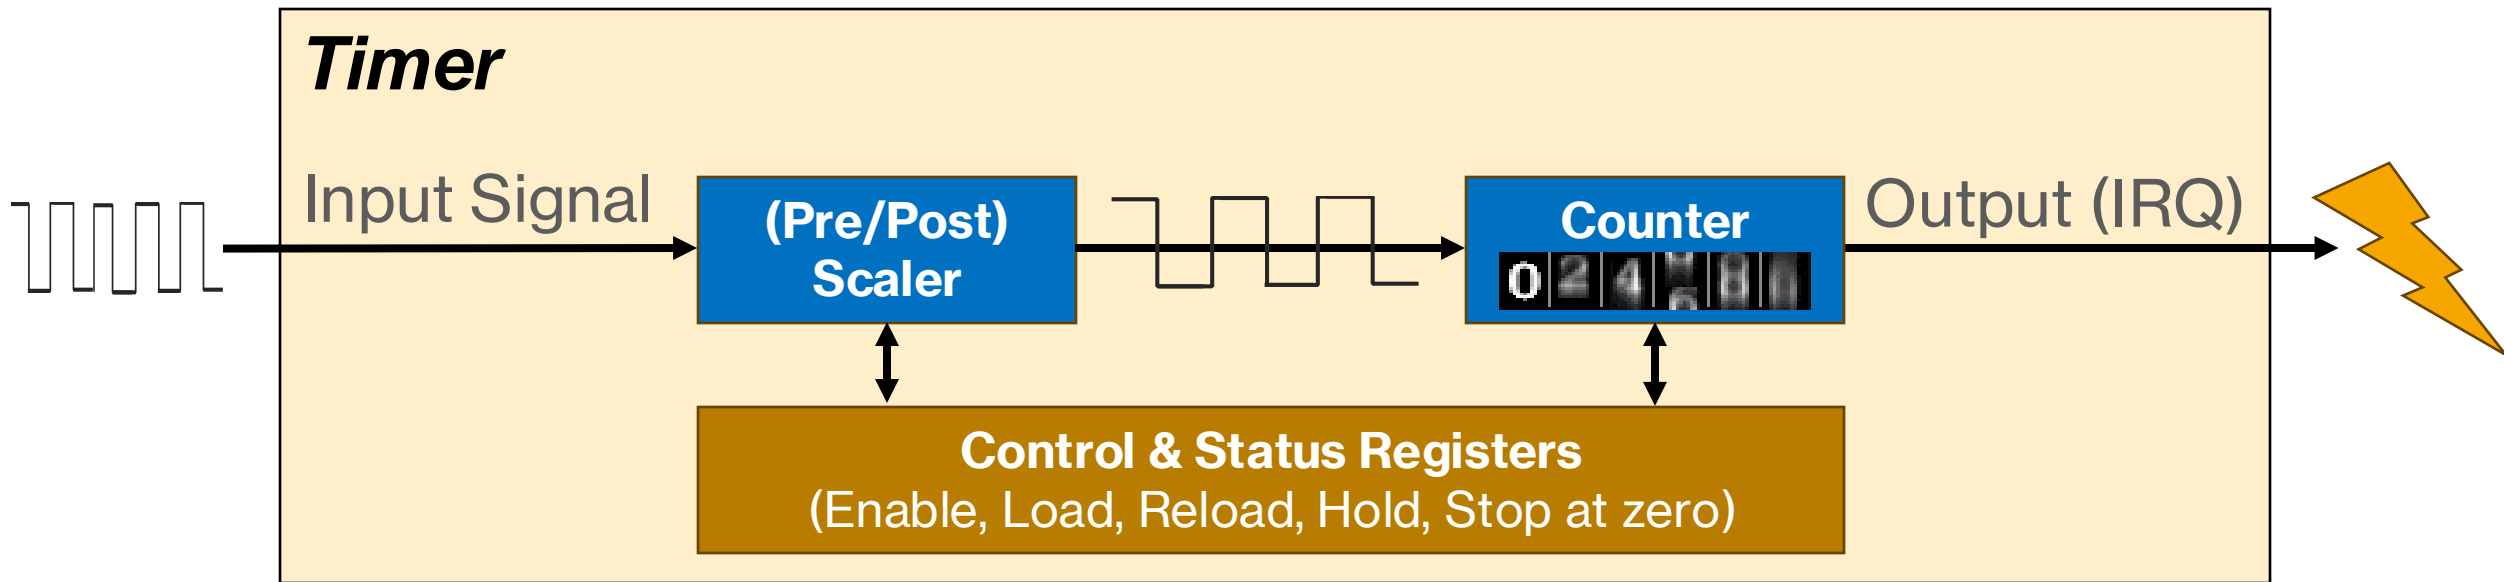 Timer
Input Signal
(Pre/Post)
Scaler
Counter
0 2 4
Output (IRQ)
Control & Status Registers
(Enable, Load, Reload, Hold, Stop at zero)